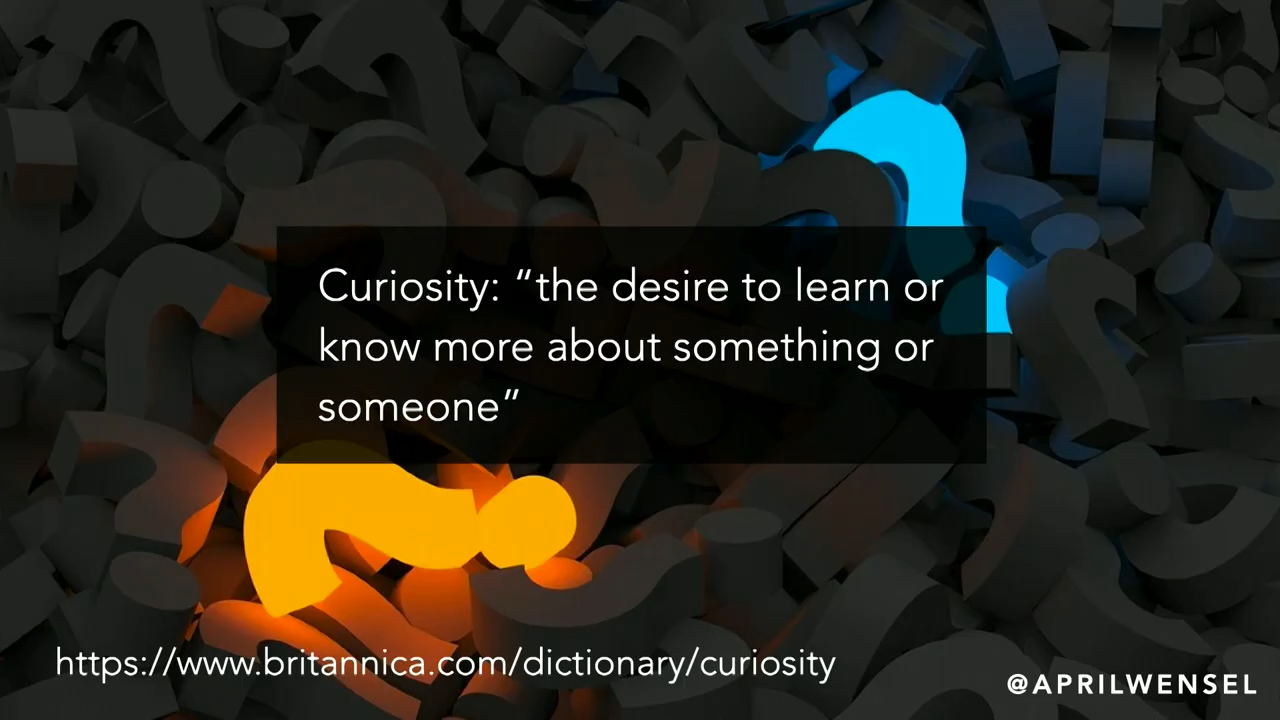 Curiosity: “the desire to learn or
know more about something or
someone”
https://www.britannica.com/dictionary/curiosity
@APRILWENSEL